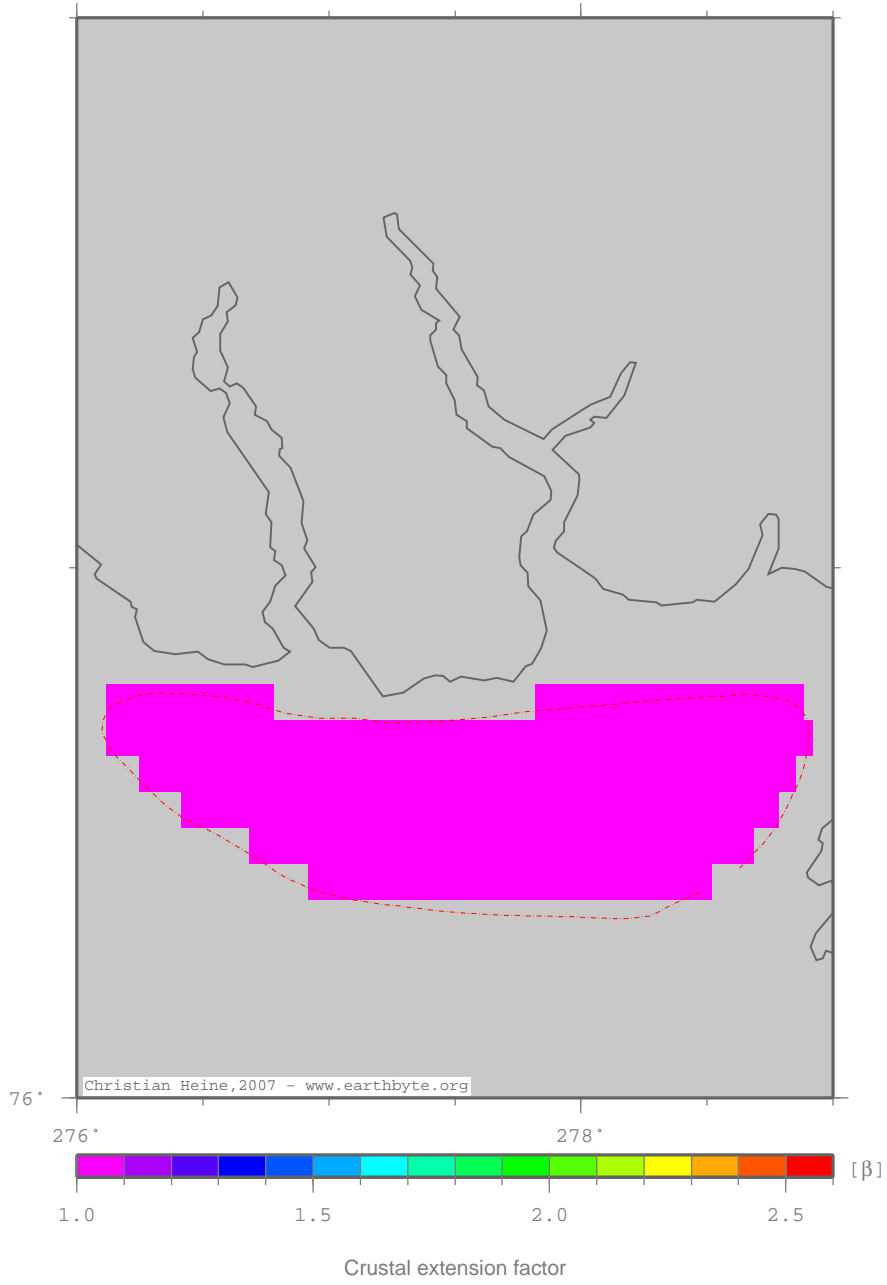 Christian Heine,2007 - www.earthbyte.org
76°
276° 278°
[β]
1.0 1.5 2.0 2.5
Crustal extension factor